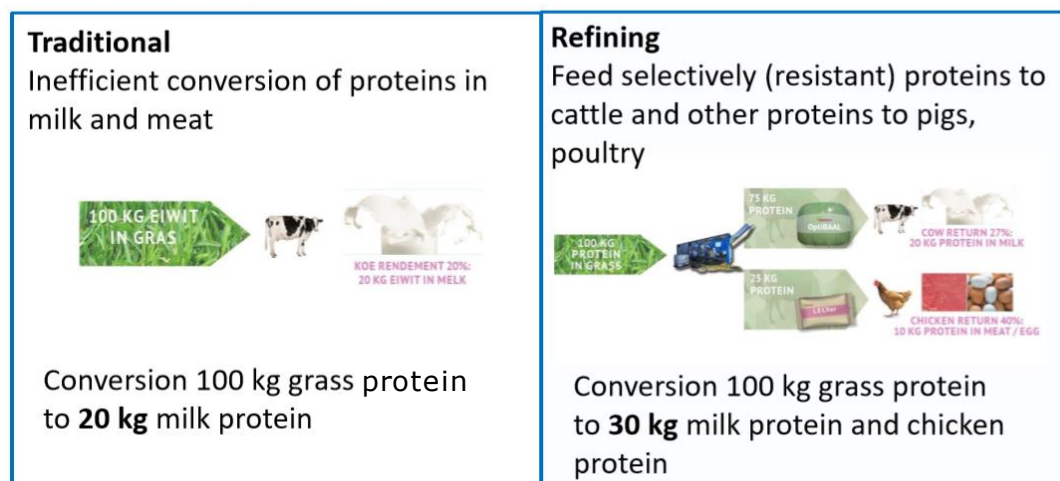 Traditional
Inefficient conversion of proteins in
milk and meat
100 KG EIWIT
IN GRAS
KOE RENDEMENT 20%:
20 KG EIWIT IN MELK
Conversion 100 kg grass protein
to 20 kg milk protein
Refining
Feed selectively (resistant) proteins to
cattle and other proteins to pigs,
poultry
100 KG
PROTEIN
IN GRASS
75 KG
PROTEIN
OptiBAAL
COW RETURN 27%:
20 KG PROTEIN IN MILK
25 KG
PROTEIN
CHICKEN RETURN 40%:
10 KG PROTEIN IN MEAT / EGG
Conversion 100 kg grass protein
to 30 kg milk protein and chicken
protein